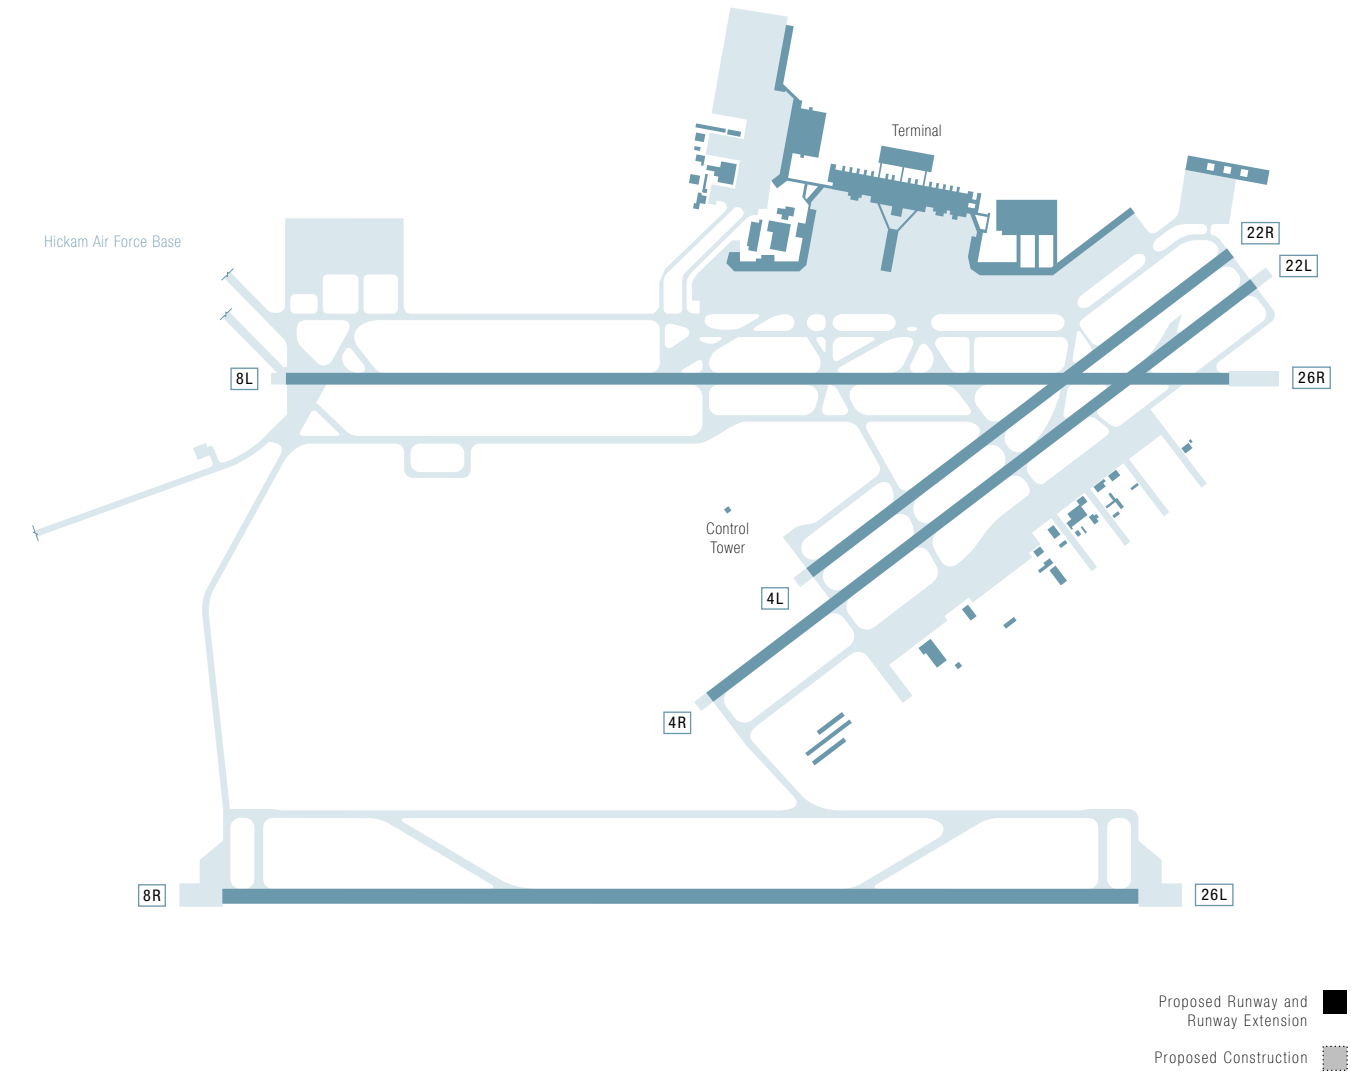 Terminal
22R
Hickam Air Force Base
22L
8L
26R
Control
Tower
4L
4R
8R
26L
Proposed Runway and
Runway Extension
Proposed Construction